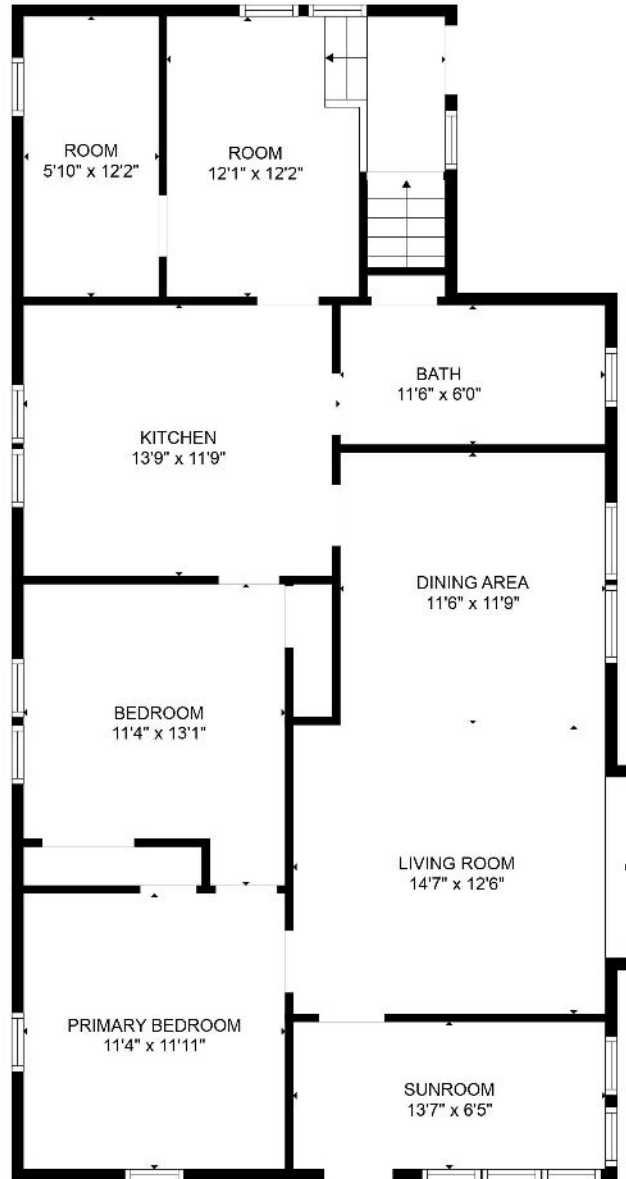 ROOM
5'10" x 12'2"
ROOM
12'1" x 12'2"
BATH
11'6" x 6'0"
KITCHEN
13'9" x 11'9"
DINING AREA
11'6" x 11'9"
BEDROOM
11'4" x 13'1"
LIVING ROOM
14'7" x 12'6"
PRIMARY BEDROOM
11'4" x 11'11"
SUNROOM
13'7" x 6'5"